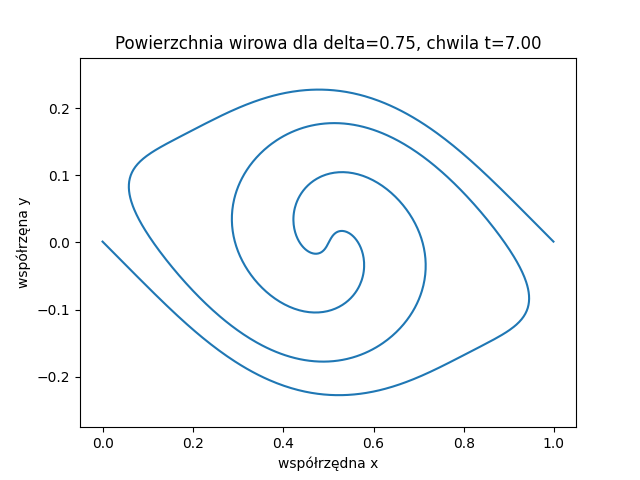 Powierzchnia wirowa dla delta=0.75, chwila t=7.00
współrzęna y
0.2
0.1
0.0
−0.1
−0.2
0.0 0.2 0.4 0.6 0.8 1.0
współrzędna x